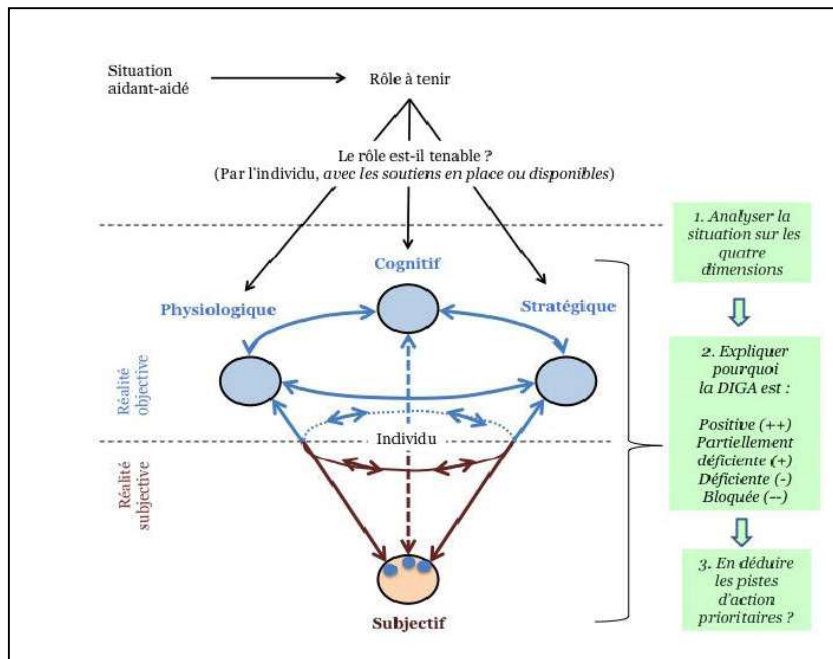 Situation
aidant-aidé
Rôle à tenir
Le rôle est-il tenable ?
(Par l'individu, avec les soutiens en place ou disponibles)
Cognitif
Physiologique
Stratégique
Réalité
objective
Individu
Réalité
subjective
Subjectif
1. Analyser la
situation sur les
quatre
dimensions
2. Expliquer
pourquoi
la DIGA est :
Positive (++)
Partiellement
déficiente (+)
Déficiente (-)
Bloquée (--)
3. En déduire
les pistes
d'action
prioritaires ?